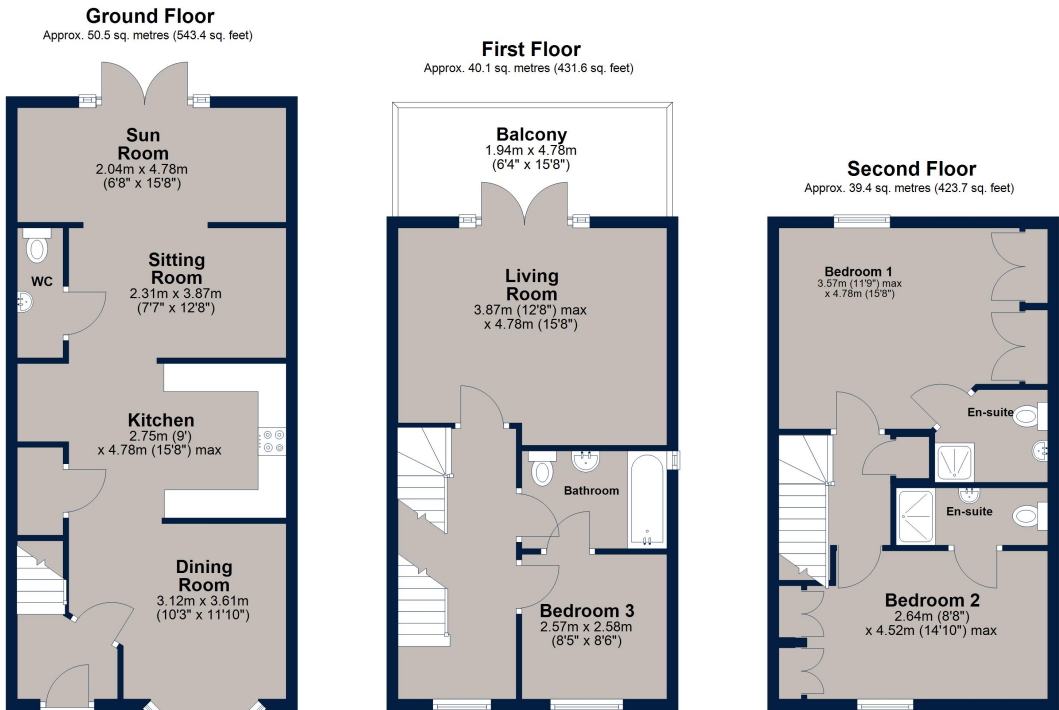 Ground Floor
Approx. 50.5 sq. metres (543.4 sq. feet)
Sun
Room
2.04m x 4.78m
(6'8" x 15'8")
WC
Sitting
Room
2.31m x 3.87m
(7'7" x 12'8")
Kitchen
2.75m (9')
x 4.78m (15'8") max
Dining
Room
3.12m x 3.61m
(10'3" x 11'10")
First Floor
Approx. 40.1 sq. metres (431.6 sq. feet)
Balcony
1.94m x 4.78m
(6'4" x 15'8")
Living
Room
3.87m (12'8") max
x 4.78m (15'8")
Bathroom
Bedroom 3
2.57m x 2.58m
(8'5" x 8'6")
Second Floor
Approx. 39.4 sq. metres (423.7 sq. feet)
Bedroom 1
3.57m (11'9") max
x 4.78m (15'8")
En-suite
En-suite
Bedroom 2
2.64m (8'8")
x 4.52m (14'10") max